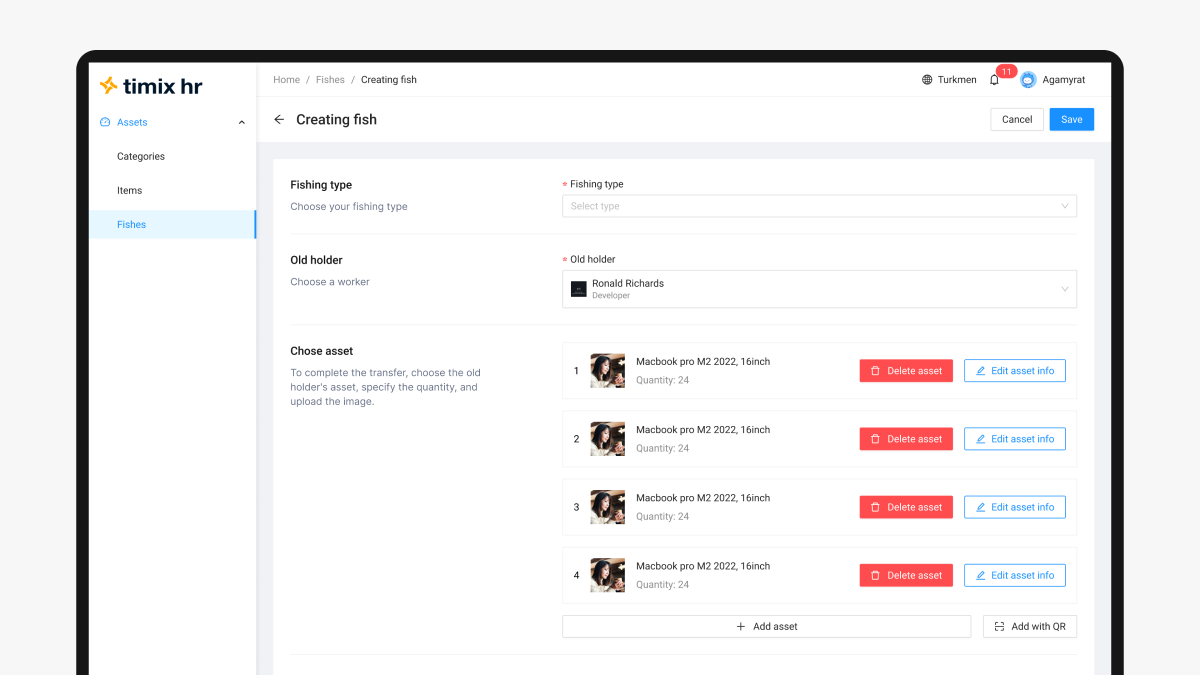 timix hr
Home / Fishes / Creating fish
Turkmen
11
Agamyrat
Assets
Categories
Items
Fishes
Creating fish
Cancel
Save
Fishing type
Choose your fishing type
* Fishing type
Select type
Old holder
Choose a worker
* Old holder
Ronald Richards
Developer
Chose asset
To complete the transfer, choose the old
holder's asset, specify the quantity, and
upload the image.
1
Macbook pro M2 2022, 16inch
Quantity: 24
Delete asset
Edit asset info
2
Macbook pro M2 2022, 16inch
Quantity: 24
Delete asset
Edit asset info
3
Macbook pro M2 2022, 16inch
Quantity: 24
Delete asset
Edit asset info
4
Macbook pro M2 2022, 16inch
Quantity: 24
Delete asset
Edit asset info
Add asset
Add with QR